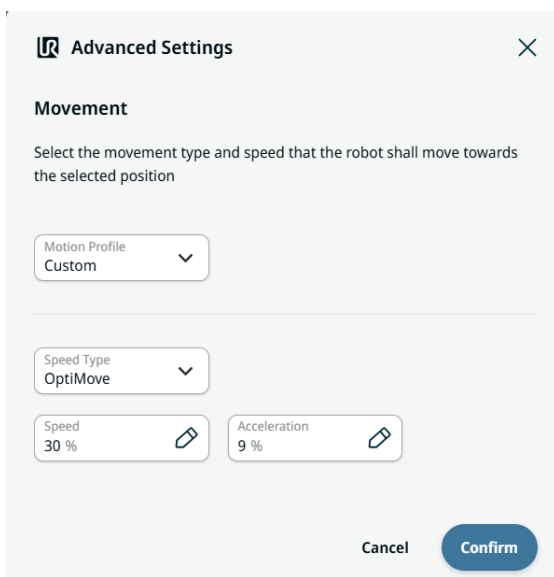 UR Advanced Settings
Movement
Select the movement type and speed that the robot shall move towards
the selected position
Motion Profile
Custom
Speed Type
OptiMove
Speed
30 %
Acceleration
9 %
Cancel
Confirm